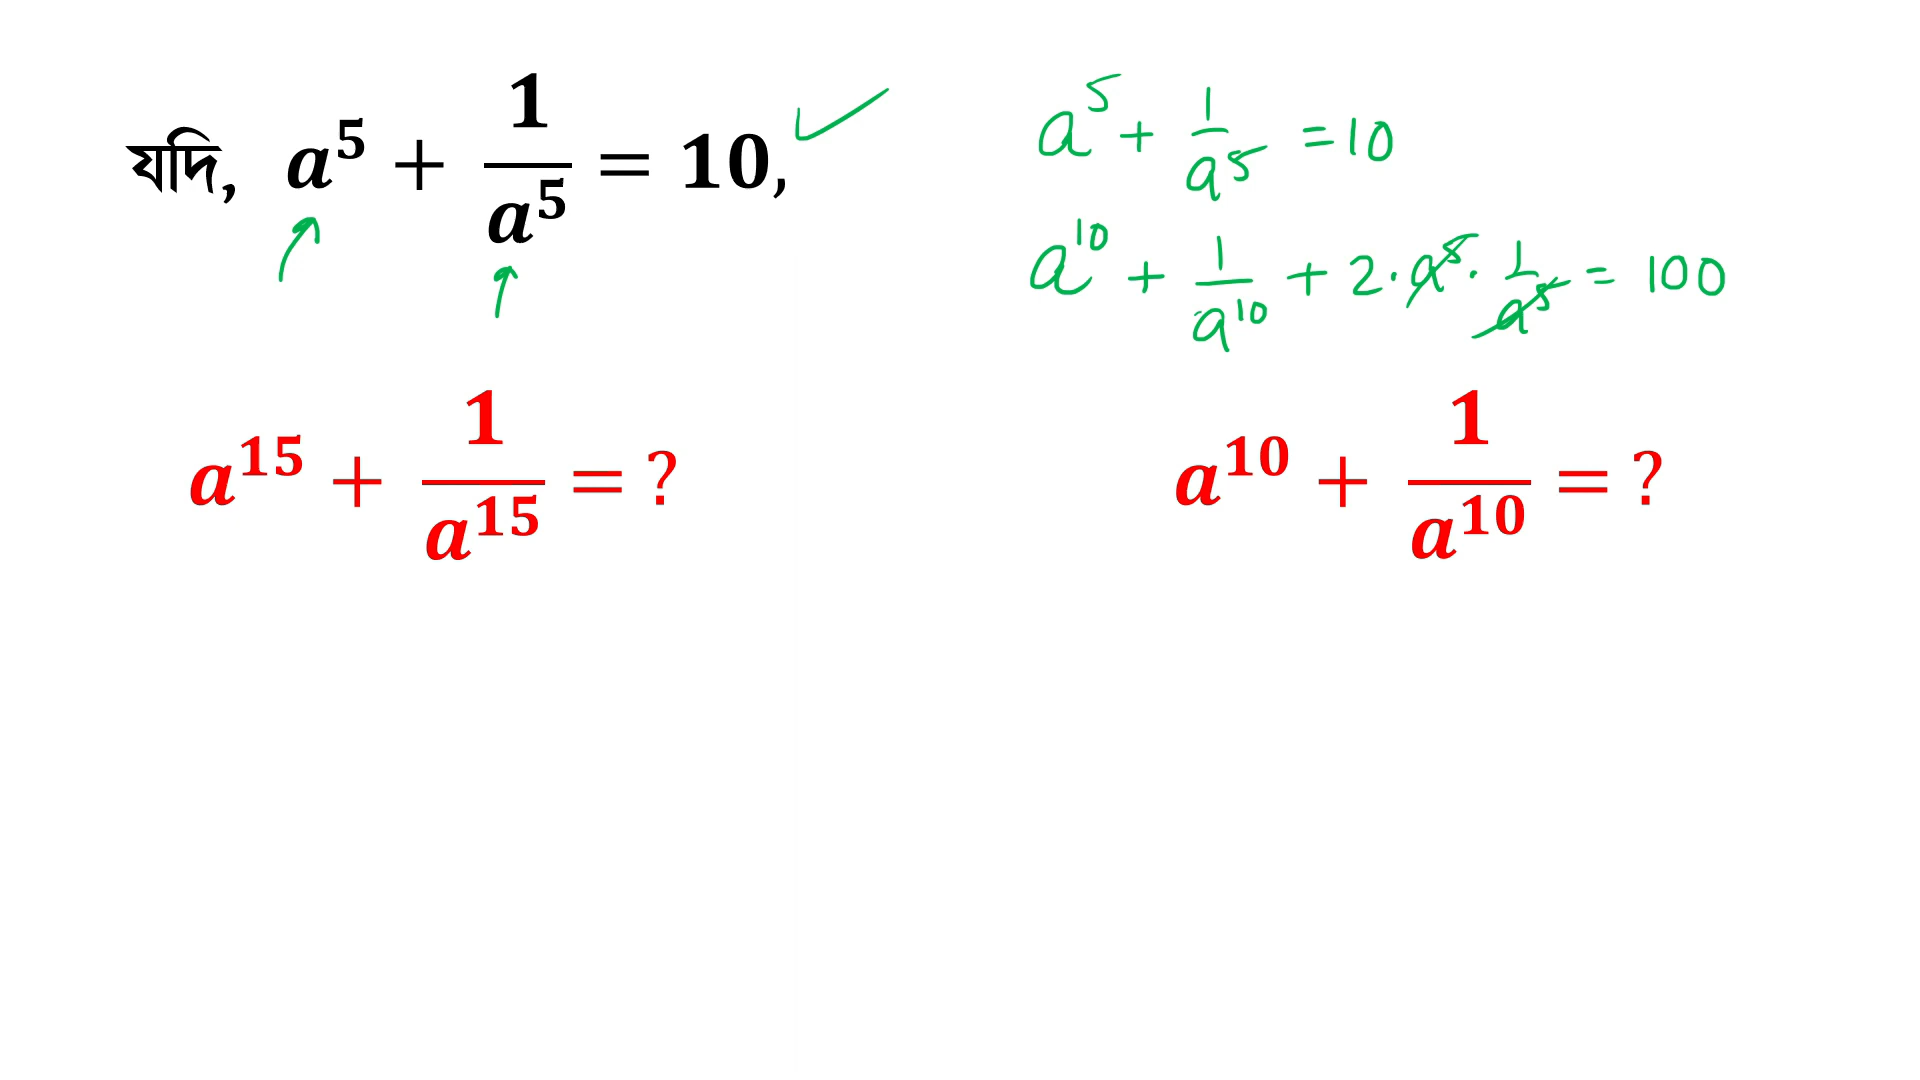 যদি, a⁵ + 1/a⁵ = 10,
a¹⁵ + 1/a¹⁵ = ?
a⁵ + 1/a⁵ = 10
a¹⁰ + 1/a¹⁰ + 2 · a⁵ · 1/a⁵ = 100
a¹⁰ + 1/a¹⁰ = ?